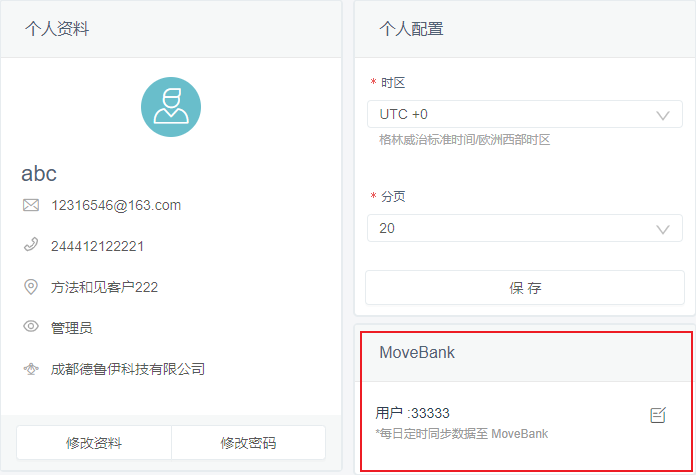 个人资料
abc
12316546@163.com
244412122221
方法和见客户222
管理员
成都德鲁伊科技有限公司
修改资料
修改密码
个人配置
* 时区
UTC +0
格林威治标准时间/欧洲西部时区
* 分页
20
保 存
MoveBank
用户 :33333
*每日定时同步数据至 MoveBank